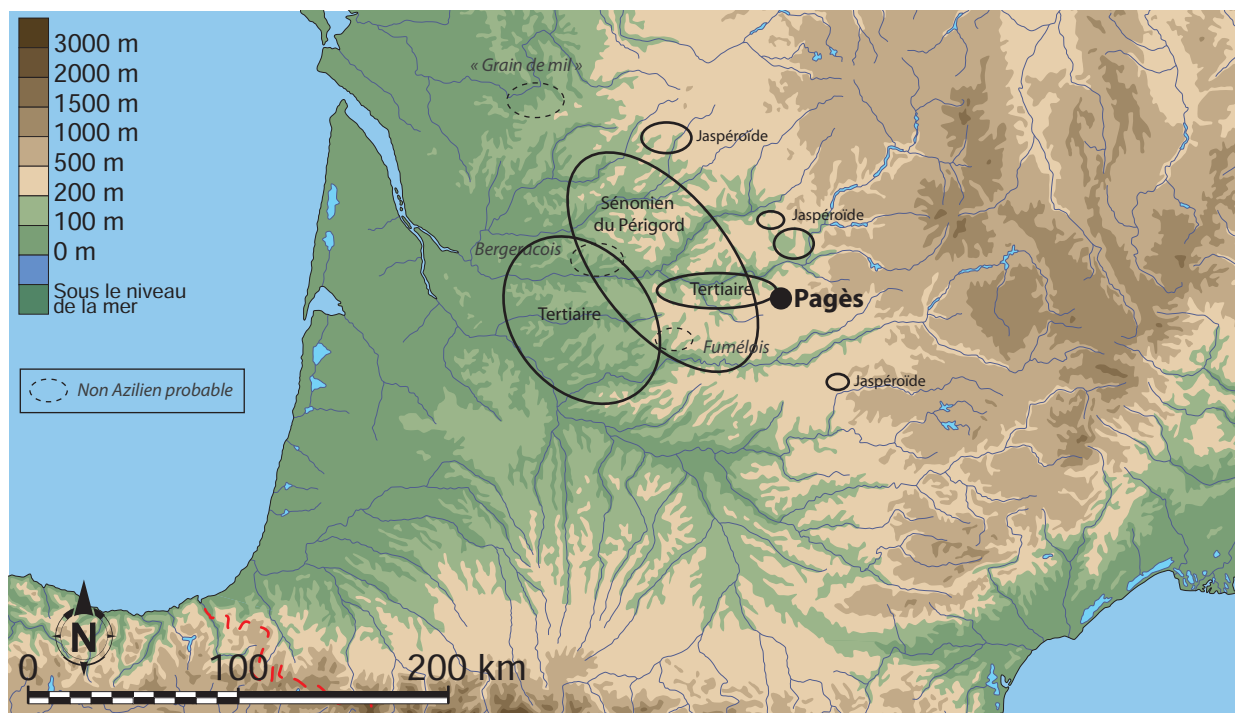 3000 m
2000 m
1500 m
1000 m
500 m
200 m
100 m
0 m
Sous le niveau
de la mer
Non Azilien probable
« Grain de mil »
Jaspéroïde
Sénonien
du Périgord
Jaspéroïde
Bergeracois
Tertiaire
Pagès
Tertiaire
Fumélois
Jaspéroïde
N
0
100
200 km